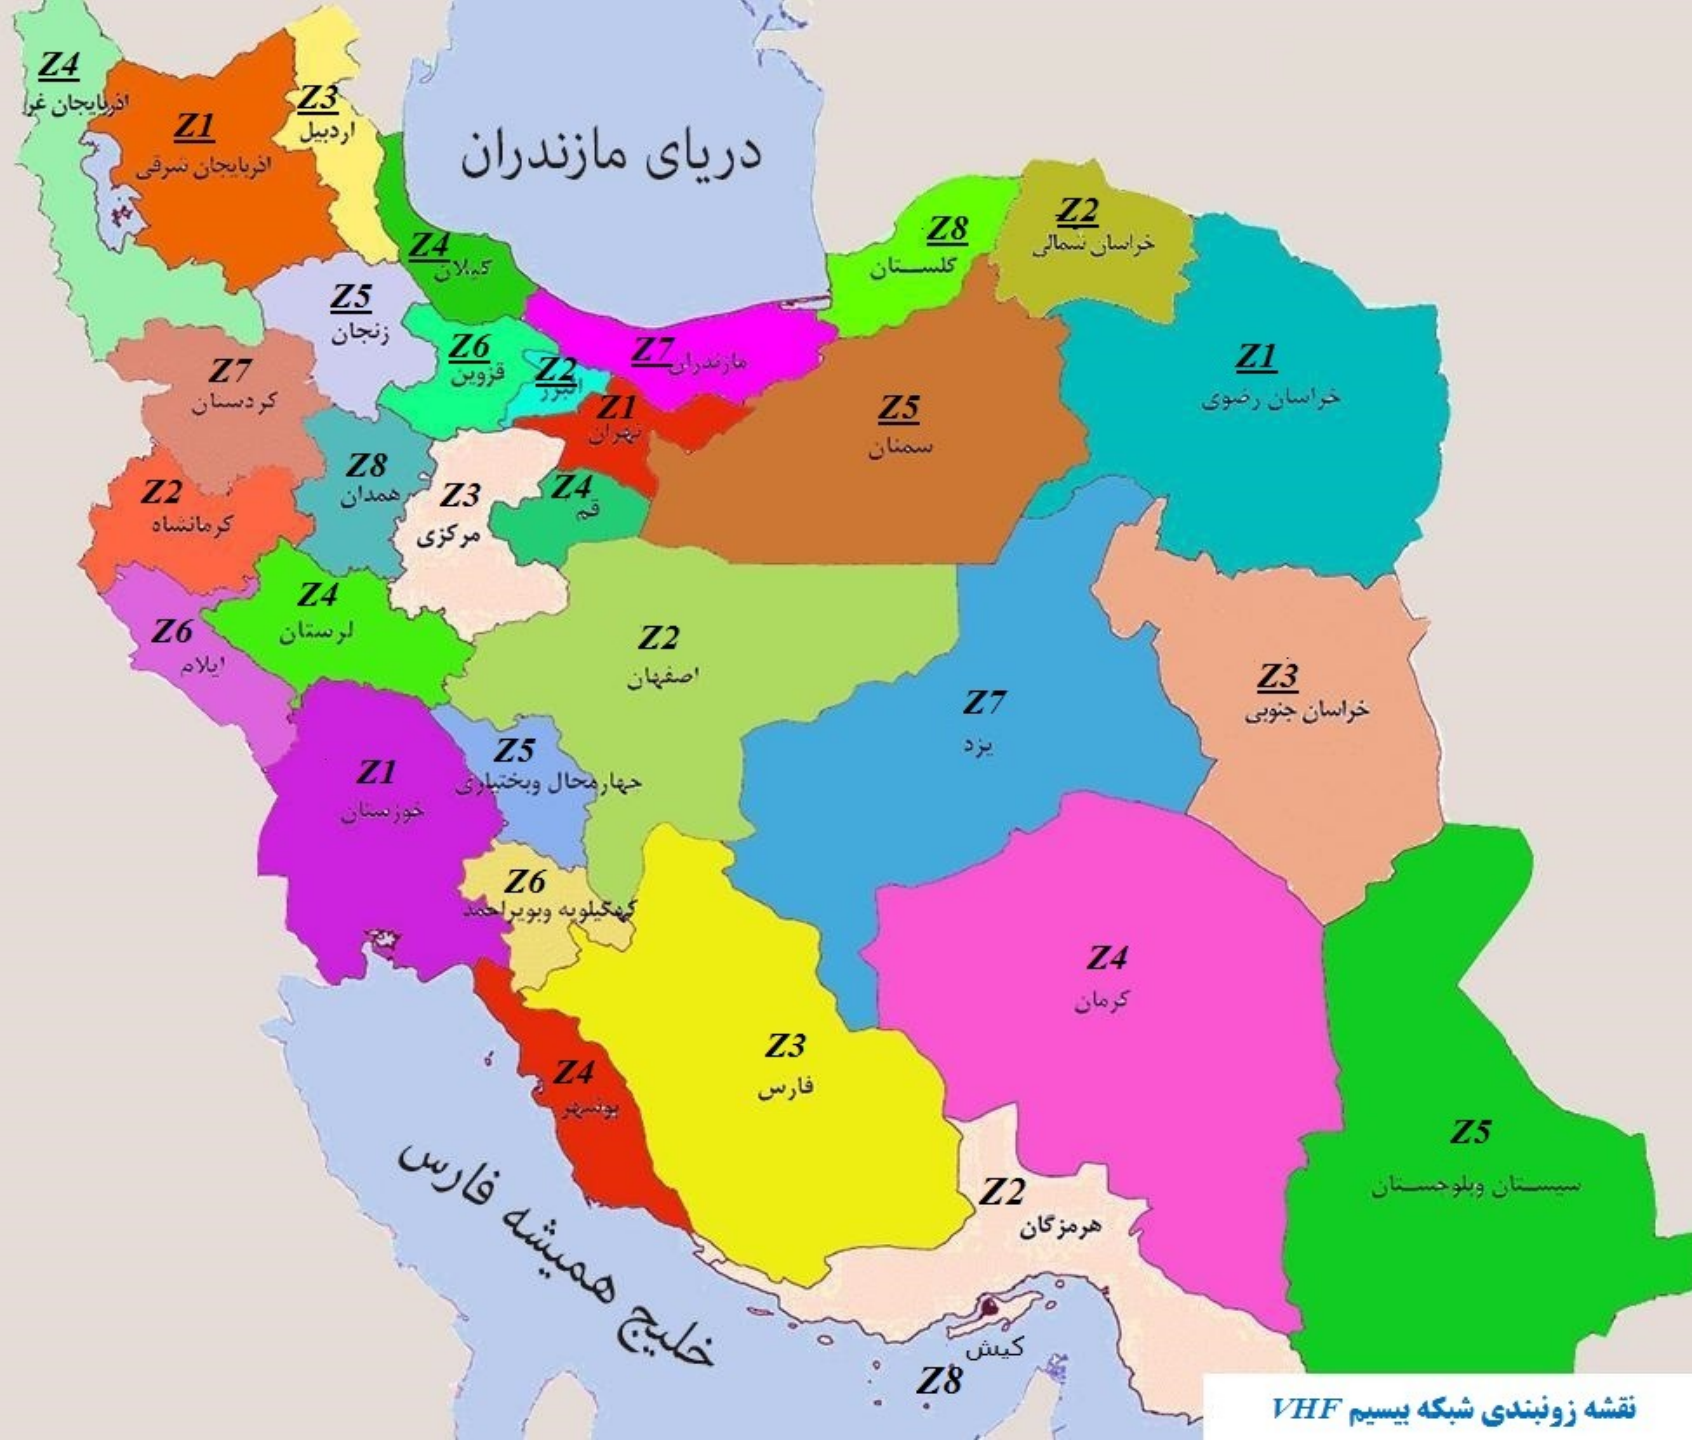 Z4
اذربایجان غر
Z1
اذربایجان شرقی
Z3
اردبیل
دریای مازندران
Z4
گیلان
Z8
گلستان
Z2
خراسان شمالی
Z5
زنجان
Z6
قزوین
Z2
البرز
Z7
مازندران
Z1
تهران
Z5
سمنان
Z1
خراسان رضوی
Z7
کردستان
Z8
همدان
Z3
مرکزی
Z4
قم
Z2
کرمانشاه
Z6
ایلام
Z4
لرستان
Z2
اصفهان
Z7
یزد
Z3
خراسان جنوبی
Z1
خوزستان
Z5
چهارمحال وبختیاری
Z6
کهگیلویه وبویراحمد
Z4
بوشهر
Z3
فارس
Z4
کرمان
Z5
سیستان وبلوچستان
Z2
هرمزگان
خلیج همیشه فارس
کیش
Z8
نقشه زونبندی شبکه بیسیم VHF